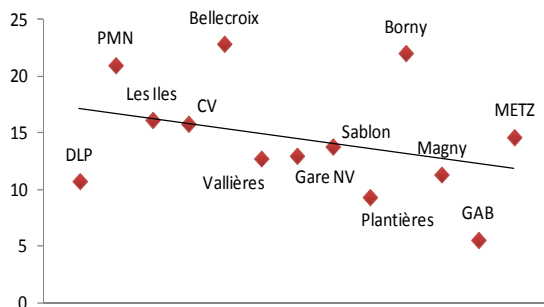 25
20
15
10
5
0
DLP
PMN
Les Iles
CV
Bellecroix
Vallières
Gare NV
Sablon
Plantières
Borny
Magny
GAB
METZ